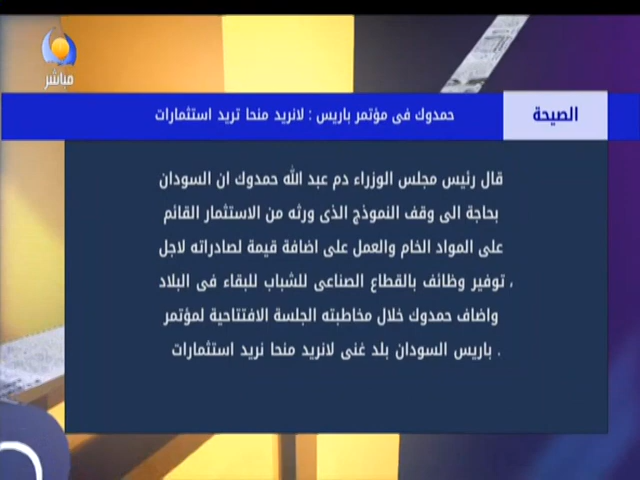 مباشر
الصيحة
حمدوك فى مؤتمر باريس : لانريد منحا تريد استثمارات
قال رئيس مجلس الوزراء دم عبد الله حمدوك ان السودان
بحاجة الى وقف النموذج الذى ورثه من الاستثمار القائم
على المواد الخام والعمل على اضافة قيمة لصادراته لاجل
توفير وظائف بالقطاع الصناعى للشباب للبقاء فى البلاد ،
واضاف حمدوك خلال مخاطبته الجلسة الافتتاحية لمؤتمر
باريس السودان بلد غنى لانريد منحا نريد استثمارات .